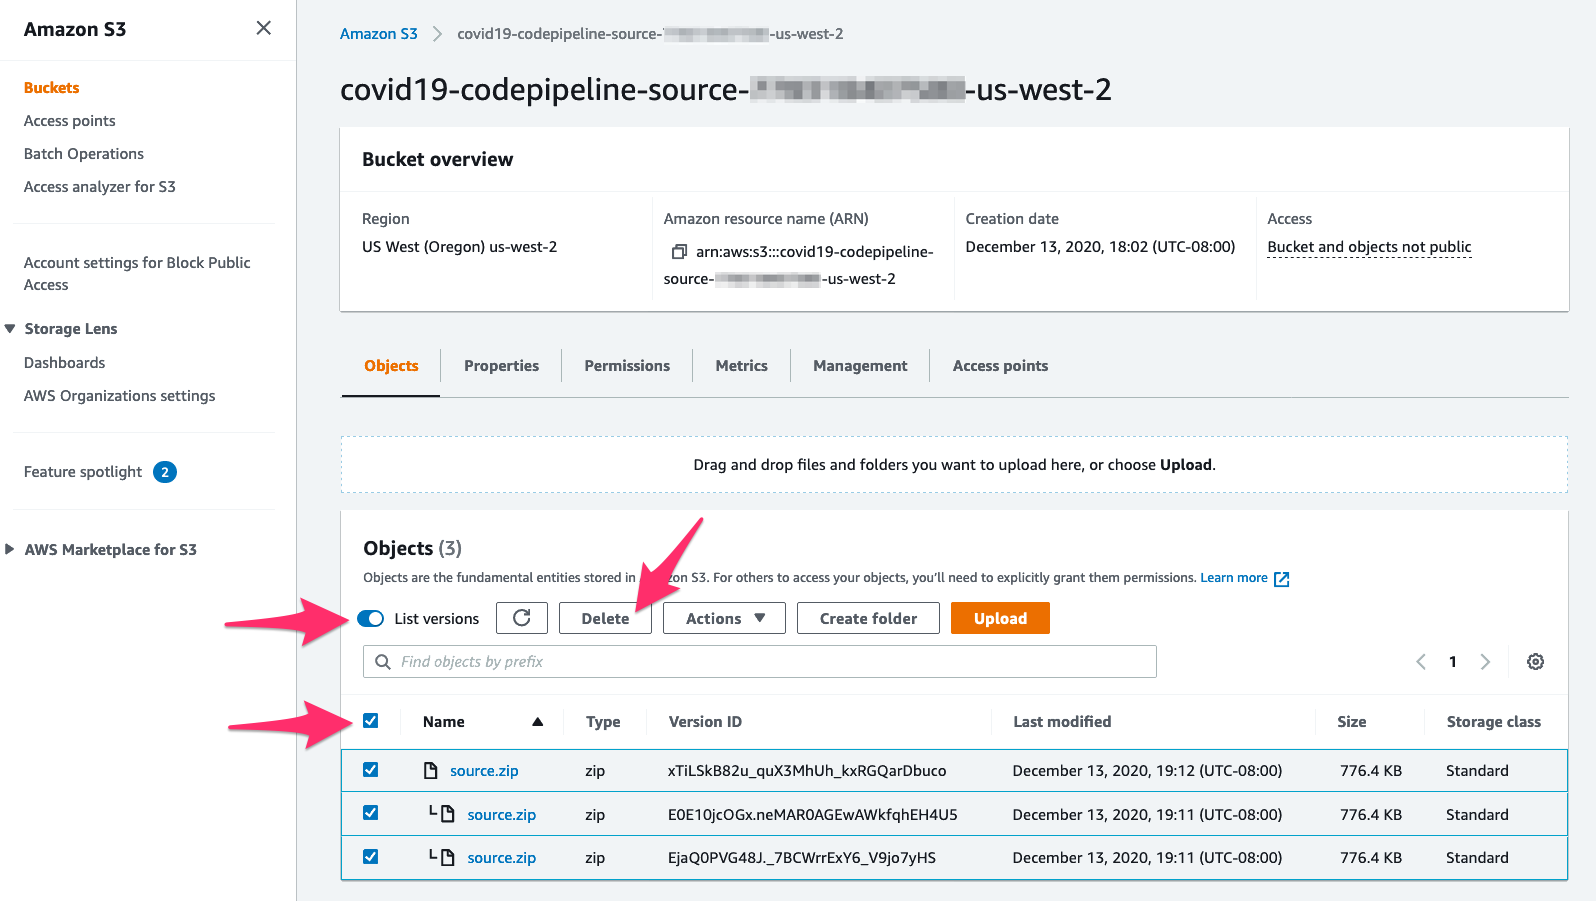 Amazon S3
Buckets
Access points
Batch Operations
Access analyzer for S3
Account settings for Block Public
Access
Storage Lens
Dashboards
AWS Organizations settings
Feature spotlight 2
AWS Marketplace for S3
Amazon S3 covid19-codepipeline-source- -us-west-2
covid19-codepipeline-source- -us-west-2
Bucket overview
Region
US West (Oregon) us-west-2
Amazon resource name (ARN)
arn:aws:s3:::covid19-codepipeline-
source- -us-west-2
Creation date
December 13, 2020, 18:02 (UTC-08:00)
Access
Bucket and objects not public
Objects Properties Permissions Metrics Management Access points
Drag and drop files and folders you want to upload here, or choose Upload.
Objects (3)
Objects are the fundamental entities stored in zon S3. For others to access your objects, you'll need to explicitly grant them permissions. Learn more
List versions Delete Actions Create folder Upload
Find objects by prefix 1
Name Type Version ID Last modified Size Storage class
source.zip zip xTiLSkB82u_quX3MhUh_kxRGQarDbuco December 13, 2020, 19:12 (UTC-08:00) 776.4 KB Standard
source.zip zip E0E10jcOGx.neMAR0AGEwAWkfqhEH4U5 December 13, 2020, 19:11 (UTC-08:00) 776.4 KB Standard
source.zip zip EjaQ0PVG48J._7BCWrrExY6_V9jo7yHS December 13, 2020, 19:11 (UTC-08:00) 776.4 KB Standard